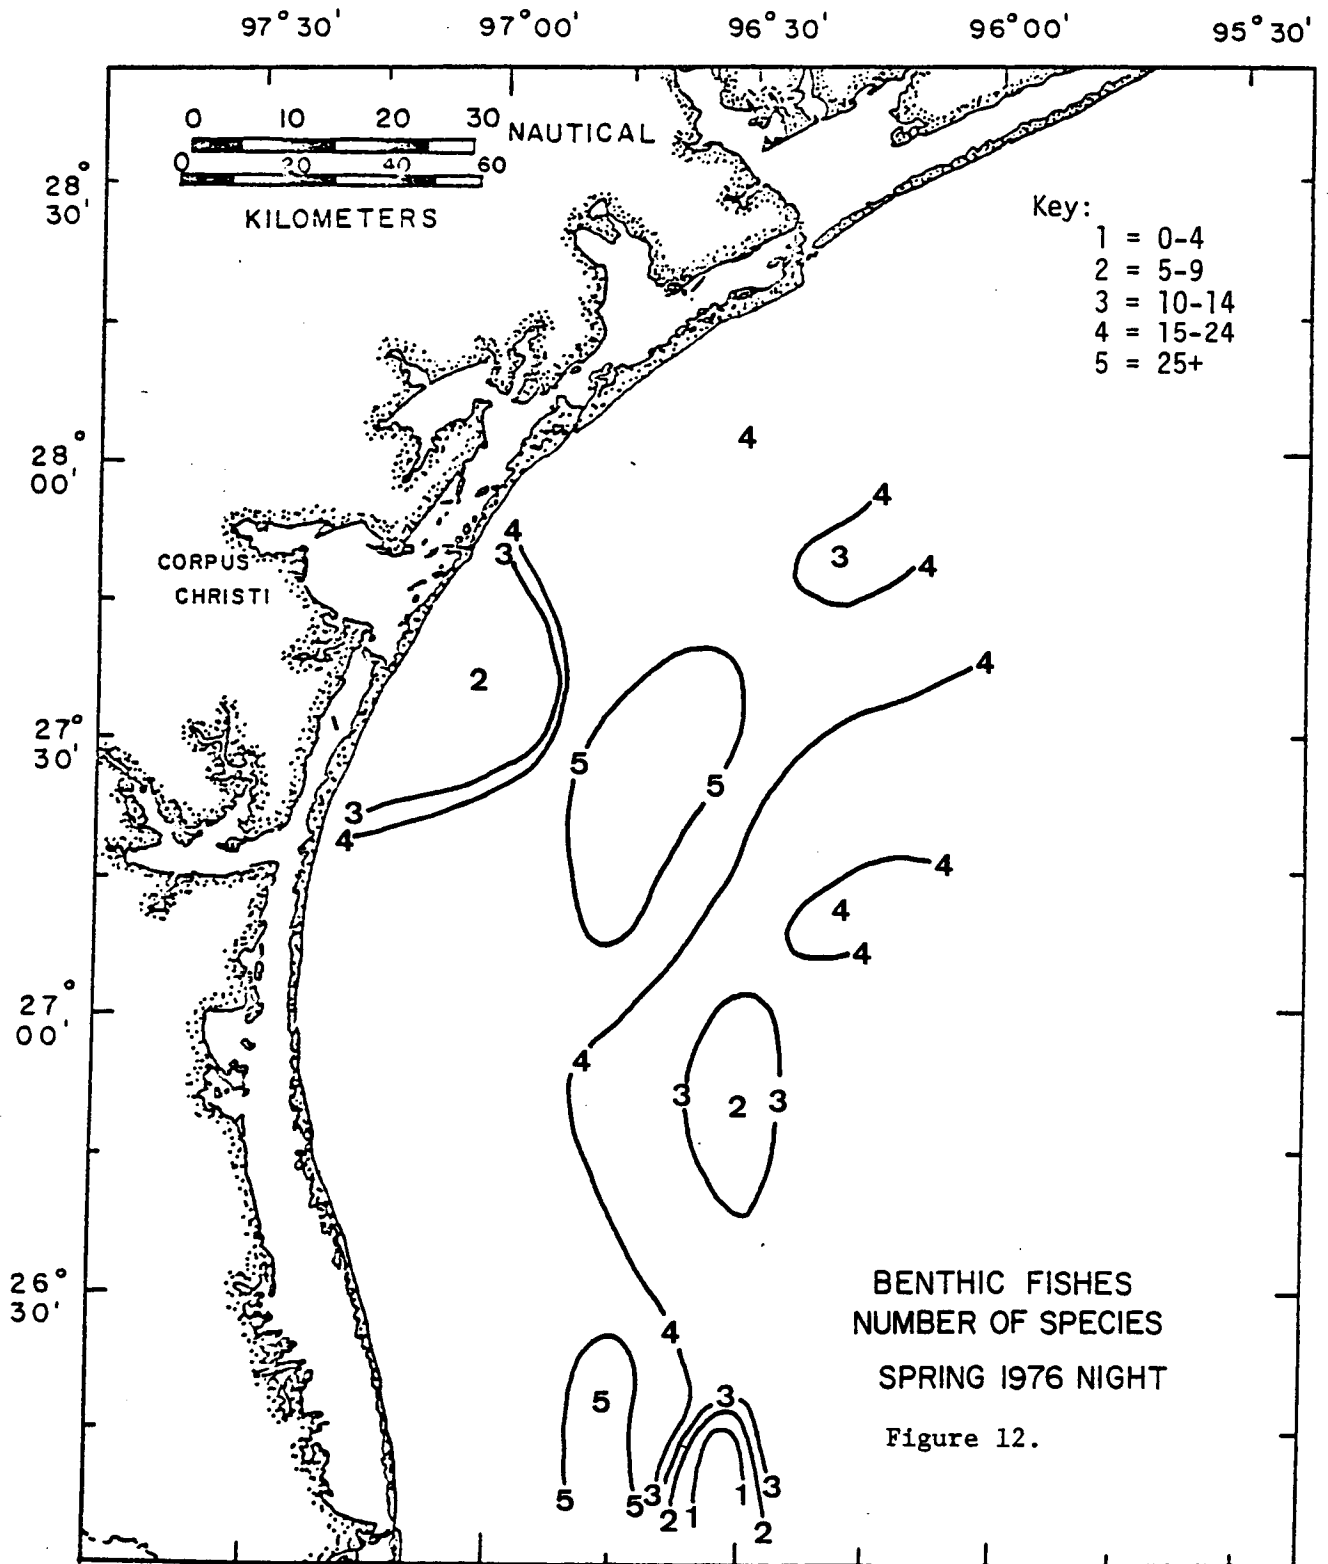 97°30' 97°00' 96°30' 96°00' 95°30'
0 10 20 30 NAUTICAL
0 20 40 60
KILOMETERS
28°
30'
Key:
1 = 0-4
2 = 5-9
3 = 10-14
4 = 15-24
5 = 25+
28°
00'
4
4
4
3
3
4
CORPUS
CHRISTI
4
2
27°
30'
5
5
3
4
4
4
4
27°
00'
4
3 2 3
26°
30'
BENTHIC FISHES
NUMBER OF SPECIES
SPRING 1976 NIGHT
Figure 12.
4
3
5
5 5 3 2 1 1 3 2